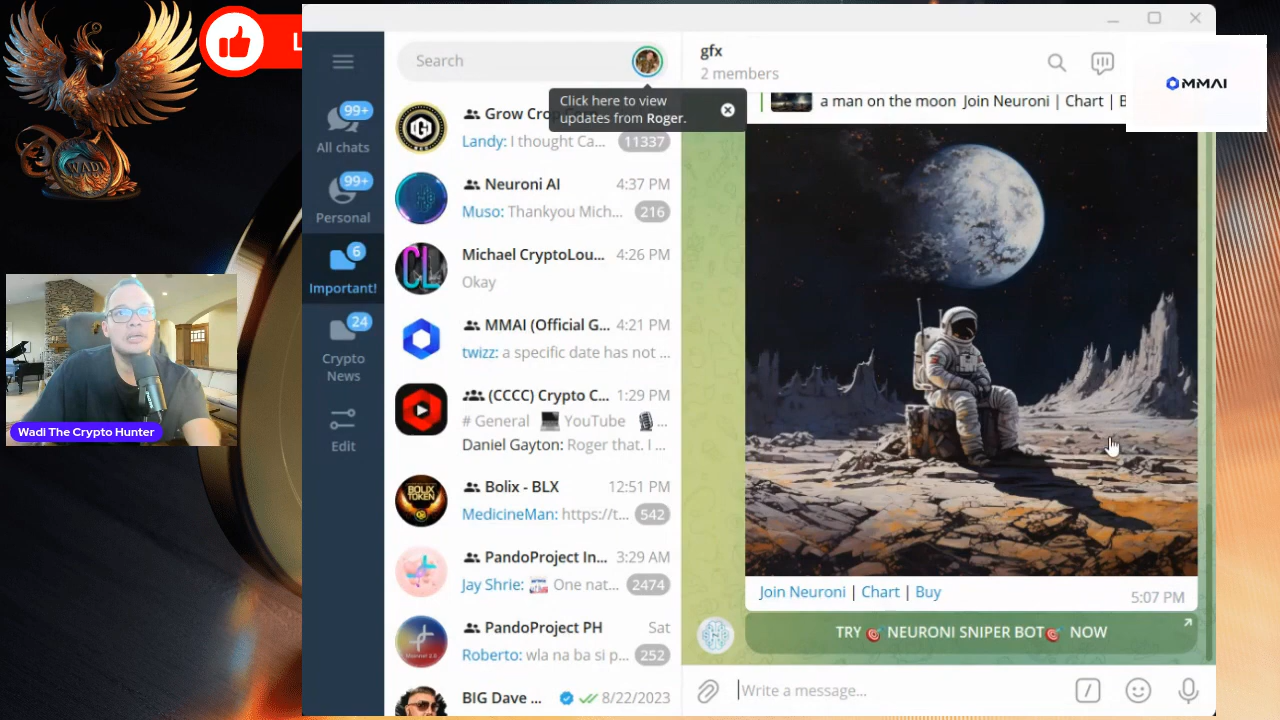 L
WADI
Wadi The Crypto Hunter
99+
All chats
99+
Personal
6
Important!
24
Crypto
News
Edit
Search
Click here to view
updates from Roger.
Grow Cro
Landy: I thought Ca... 11337
Neuroni AI 4:37 PM
Muso: Thankyou Mich... 216
Michael CryptoLou... 4:26 PM
Okay
MMAI (Official G... 4:21 PM
twizz: a specific date has not ...
(CCCC) Crypto C... 1:29 PM
# General 💻 YouTube 🎙 ...
Daniel Gayton: Roger that. I ...
Bolix - BLX 12:51 PM
MedicineMan: https://t... 542
PandoProject In... 3:29 AM
Jay Shrie: One nat... 2474
PandoProject PH Sat
Roberto: wla na ba si p... 252
BIG Dave ... 8/22/2023
BOLIX
TOKEN
CL
gfx
2 members
MMAI
a man on the moon Join Neuroni | Chart | B
Join Neuroni | Chart | Buy
5:07 PM
TRY 🎯 NEURONI SNIPER BOT🎯 NOW
Write a message...